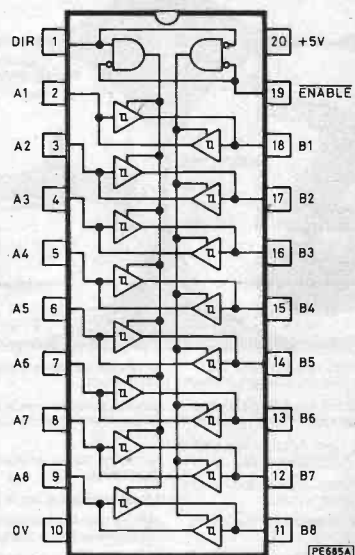 DIR 1 20 +5V
A1 2 19 ENABLE
A2 3 18 B1
A3 4 17 B2
A4 5 16 B3
A5 6 15 B4
A6 7 14 B5
A7 8 13 B6
A8 9 12 B7
0V 10 11 B8
PE685A